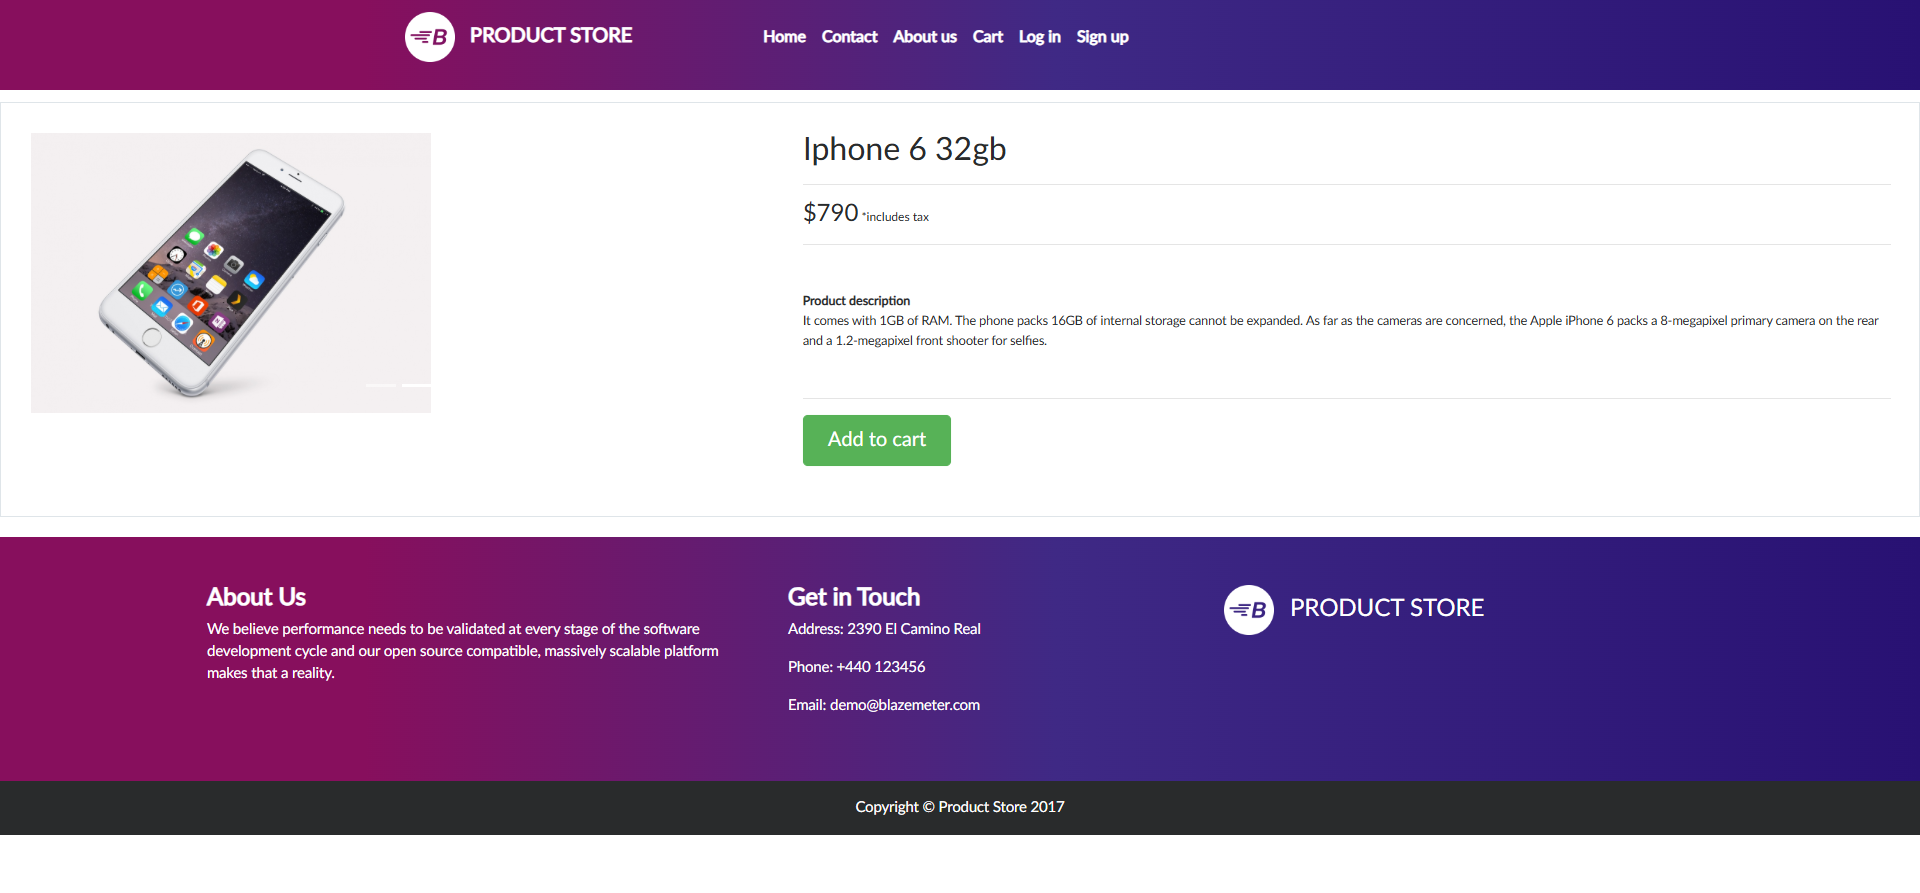 B PRODUCT STORE Home Contact About us Cart Log in Sign up
Iphone 6 32gb
$790 *includes tax
Product description
It comes with 1GB of RAM. The phone packs 16GB of internal storage cannot be expanded. As far as the cameras are concerned, the Apple iPhone 6 packs a 8-megapixel primary camera on the rear
and a 1.2-megapixel front shooter for selfies.
Add to cart
About Us
We believe performance needs to be validated at every stage of the software
development cycle and our open source compatible, massively scalable platform
makes that a reality.
Get in Touch
Address: 2390 El Camino Real
Phone: +440 123456
Email: demo@blazemeter.com
B PRODUCT STORE
Copyright © Product Store 2017